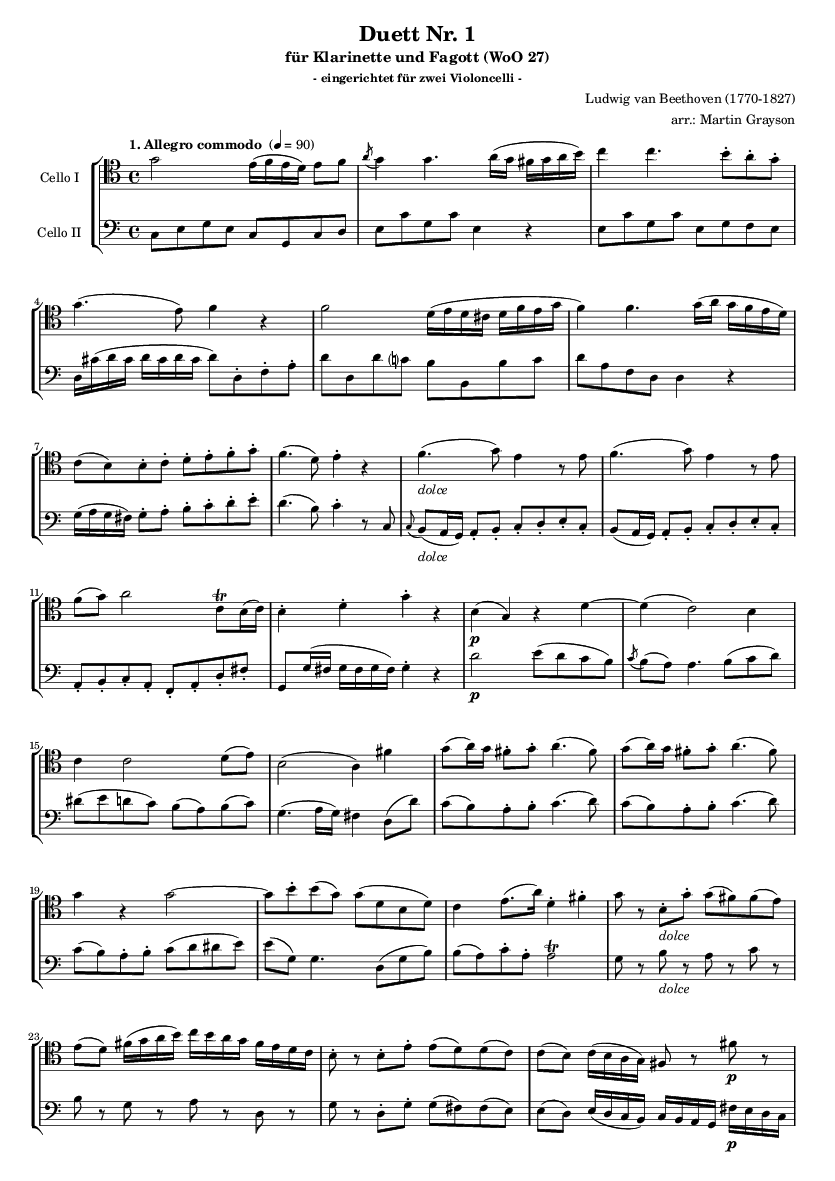 Duett Nr. 1
für Klarinette und Fagott (WoO 27)
- eingerichtet für zwei Violoncelli -
Ludwig van Beethoven (1770-1827)
arr.: Martin Grayson
1. Allegro commodo (♩ = 90)
Cello I
Cello II
4
7
dolce
dolce
11
tr
p
p
15
19
tr
dolce
dolce
23
p
p